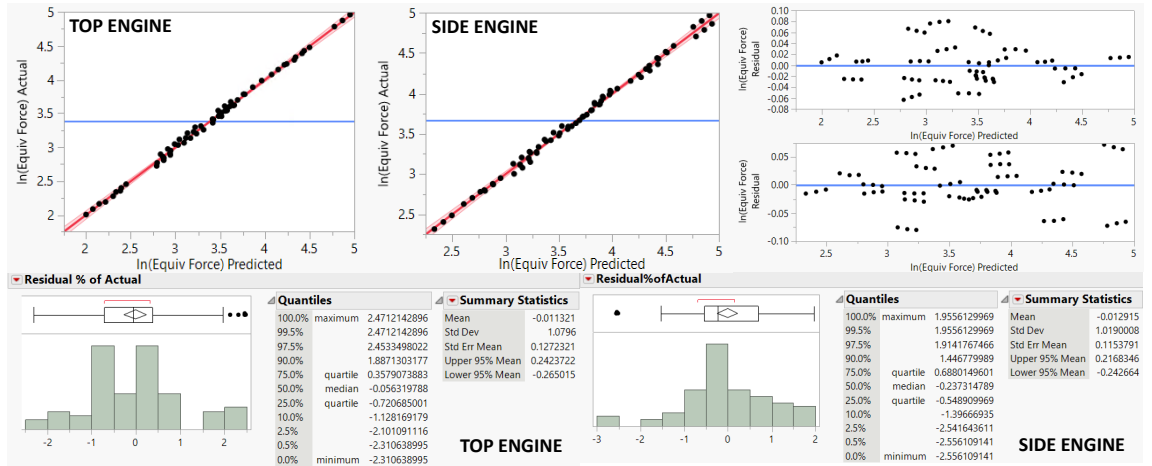 TOP ENGINE
5
4.5
4
3.5
3
2.5
2
ln(Equiv Force) Actual
2 2.5 3 3.5 4 4.5 5
ln(Equiv Force) Predicted
SIDE ENGINE
5
4.5
4
3.5
3
2.5
ln(Equiv Force) Actual
2.5 3 3.5 4 4.5 5
ln(Equiv Force) Predicted
0.10
0.08
0.06
0.04
0.02
0.00
-0.02
-0.04
-0.06
0.08
ln(Equiv Force)
Residual
2 2.5 3 3.5 4 4.5 5
ln(Equiv Force) Predicted
0.05
0.00
-0.05
-0.10
ln(Equiv Force)
Residual
2.5 3 3.5 4 4.5 5
ln(Equiv Force) Predicted
Residual % of Actual
-2 -1 0 1 2
Quantiles
100.0% maximum 2.4712142896
99.5% 2.4712142896
97.5% 2.4533498022
90.0% 1.8871303177
75.0% quartile 0.3579073883
50.0% median -0.056319788
25.0% quartile -0.720685001
10.0% -1.128169179
2.5% -2.101091116
0.5% -2.310638995
0.0% minimum -2.310638995
Summary Statistics
Mean -0.011321
Std Dev 1.0796
Std Err Mean 0.1272321
Upper 95% Mean 0.2423722
Lower 95% Mean -0.265015
TOP ENGINE
Residual%ofActual
-3 -2 -1 0 1 2
Quantiles
100.0% maximum 1.9556129969
99.5% 1.9556129969
97.5% 1.9141767466
90.0% 1.446779989
75.0% quartile 0.6880149601
50.0% median -0.237314789
25.0% quartile -0.548909969
10.0% -1.39666935
2.5% -2.541643611
0.5% -2.556109141
0.0% minimum -2.556109141
Summary Statistics
Mean -0.012915
Std Dev 1.0190008
Std Err Mean 0.1153791
Upper 95% Mean 0.2168346
Lower 95% Mean -0.242664
SIDE ENGINE